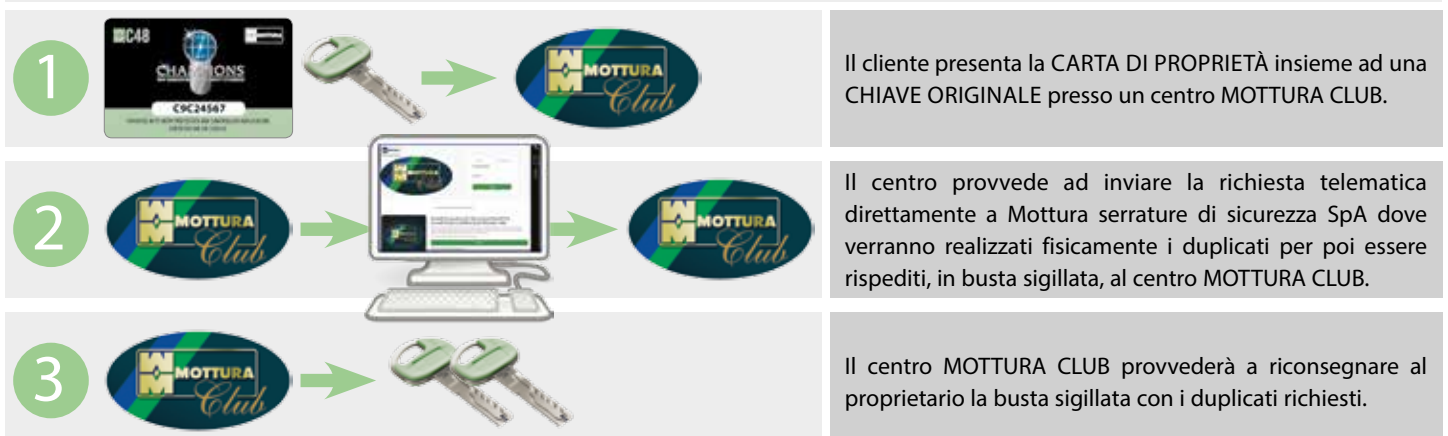 1
C48
MOTTURA
CHAMPIONS
C9C24567
MOTTURA
Club
Il cliente presenta la CARTA DI PROPRIETÀ insieme ad una
CHIAVE ORIGINALE presso un centro MOTTURA CLUB.
2
MOTTURA
Club
MOTTURA
Club
Il centro provvede ad inviare la richiesta telematica
direttamente a Mottura serrature di sicurezza SpA dove
verranno realizzati fisicamente i duplicati per poi essere
rispediti, in busta sigillata, al centro MOTTURA CLUB.
3
MOTTURA
Club
Il centro MOTTURA CLUB provvederà a riconsegnare al
proprietario la busta sigillata con i duplicati richiesti.